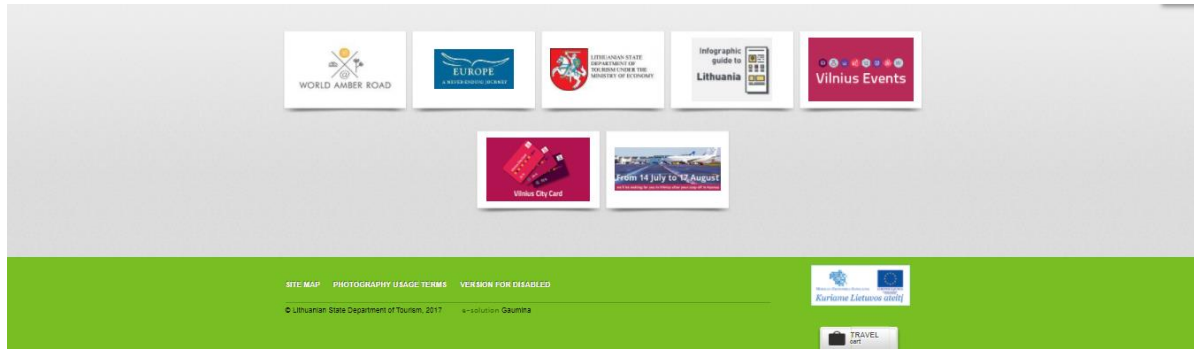 WORLD AMBER ROAD
EUROPE
A NEVER-ENDING JOURNEY
LITHUANIAN STATE
DEPARTMENT OF
TOURISM UNDER THE
MINISTRY OF ECONOMY
Infographic
guide to
Lithuania
Vilnius Events
Vilnius City Card
From 14 July to 17 August
SITE MAP PHOTOGRAPHY USAGE TERMS VERSION FOR DISABLED
Kuriame Lietuvos ateitį
© Lithuanian State Department of Tourism, 2017 e-solution Gaumina
TRAVEL
cert